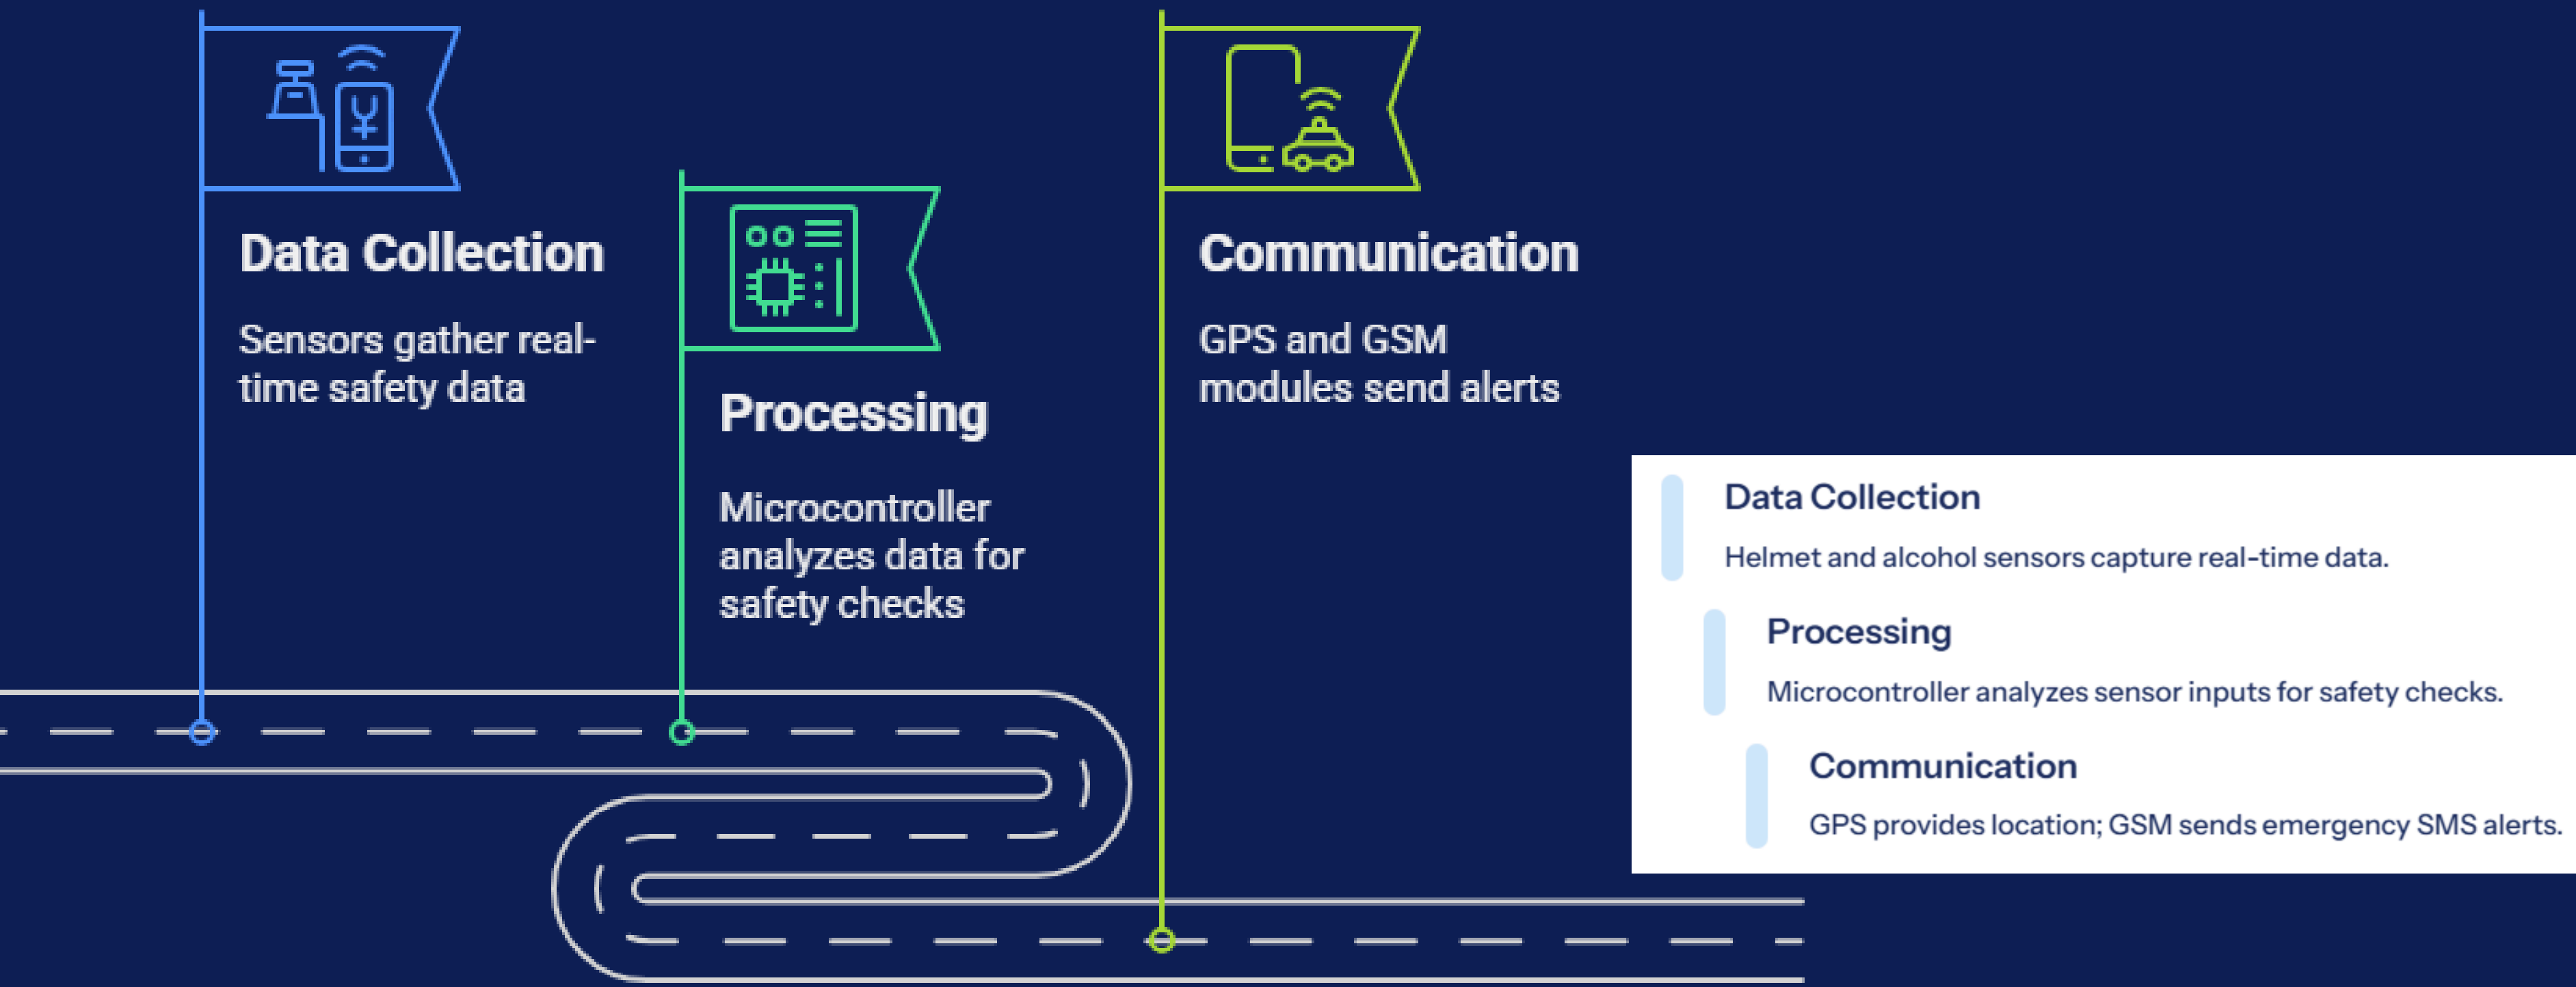 Data Collection
Sensors gather real-
time safety data
Processing
Microcontroller
analyzes data for
safety checks
Communication
GPS and GSM
modules send alerts
Data Collection
Helmet and alcohol sensors capture real-time data.
Processing
Microcontroller analyzes sensor inputs for safety checks.
Communication
GPS provides location; GSM sends emergency SMS alerts.